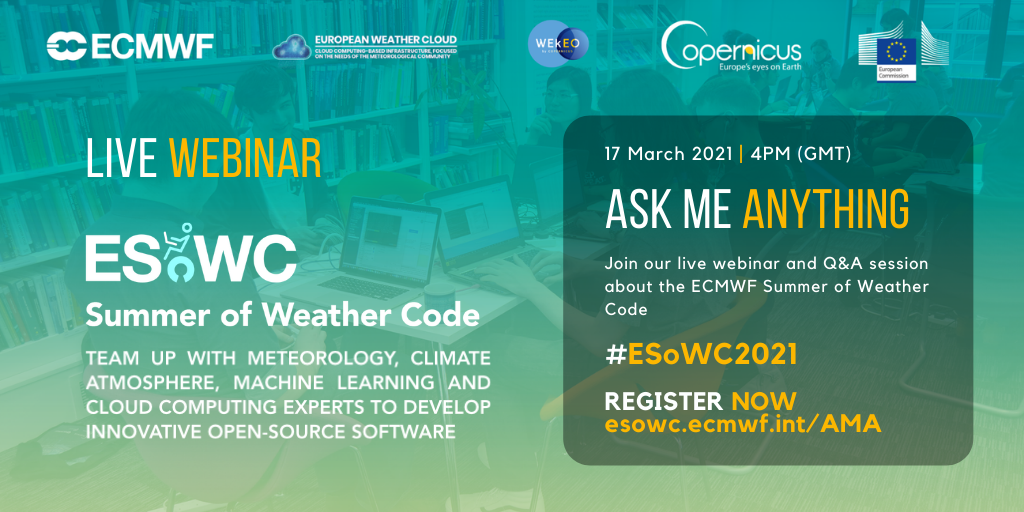 ECMWF
EUROPEAN WEATHER CLOUD
CLOUD COMPUTING-BASED INFRASTRUCTURE, FOCUSED
ON THE NEEDS OF THE METEOROLOGICAL COMMUNITY
WEkEO
Copernicus
Europe's eyes on Earth
European
Commission
LIVE WEBINAR
ESoWC
Summer of Weather Code
TEAM UP WITH METEOROLOGY, CLIMATE
ATMOSPHERE, MACHINE LEARNING AND
CLOUD COMPUTING EXPERTS TO DEVELOP
INNOVATIVE OPEN-SOURCE SOFTWARE
17 March 2021 | 4PM (GMT)
ASK ME ANYTHING
Join our live webinar and Q&A session
about the ECMWF Summer of Weather
Code
#ESoWC2021
REGISTER NOW
esowc.ecmwf.int/AMA